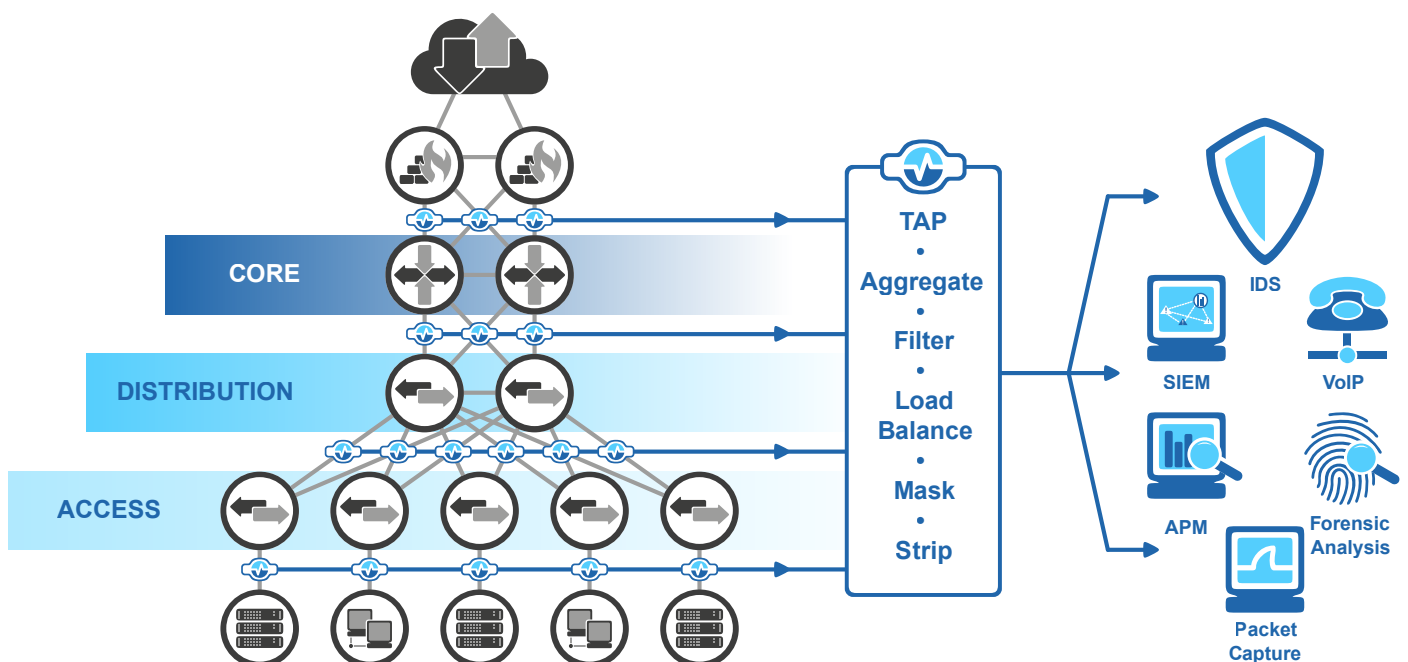 CORE
DISTRIBUTION
ACCESS
TAP
•
Aggregate
•
Filter
•
Load
Balance
•
Mask
•
Strip
IDS
SIEM
VoIP
APM
Forensic
Analysis
Packet
Capture